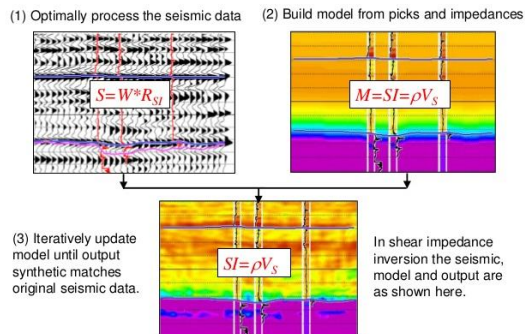 (1) Optimally process the seismic data
(2) Build model from picks and impedances
S=W*R_SI
M=SI=ρV_S
(3) Iteratively update
model until output
synthetic matches
original seismic data.
SI=ρV_S
In shear impedance
inversion the seismic,
model and output are
as shown here.